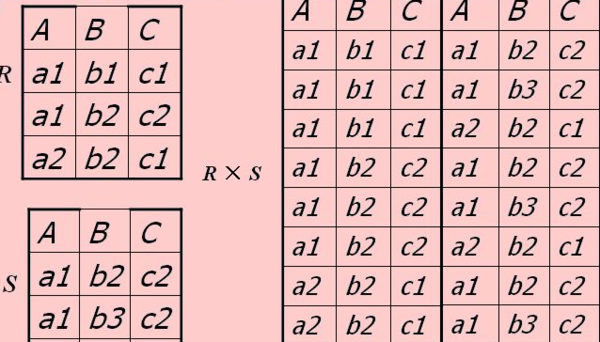 R
A B C
a1 b1 c1
a1 b2 c2
a2 b2 c1
S
A B C
a1 b2 c2
a1 b3 c2
R × S
A B C A B C
a1 b1 c1 a1 b2 c2
a1 b1 c1 a1 b3 c2
a1 b1 c1 a2 b2 c1
a1 b2 c2 a1 b2 c2
a1 b2 c2 a1 b3 c2
a1 b2 c2 a2 b2 c1
a2 b2 c1 a1 b2 c2
a2 b2 c1 a1 b3 c2